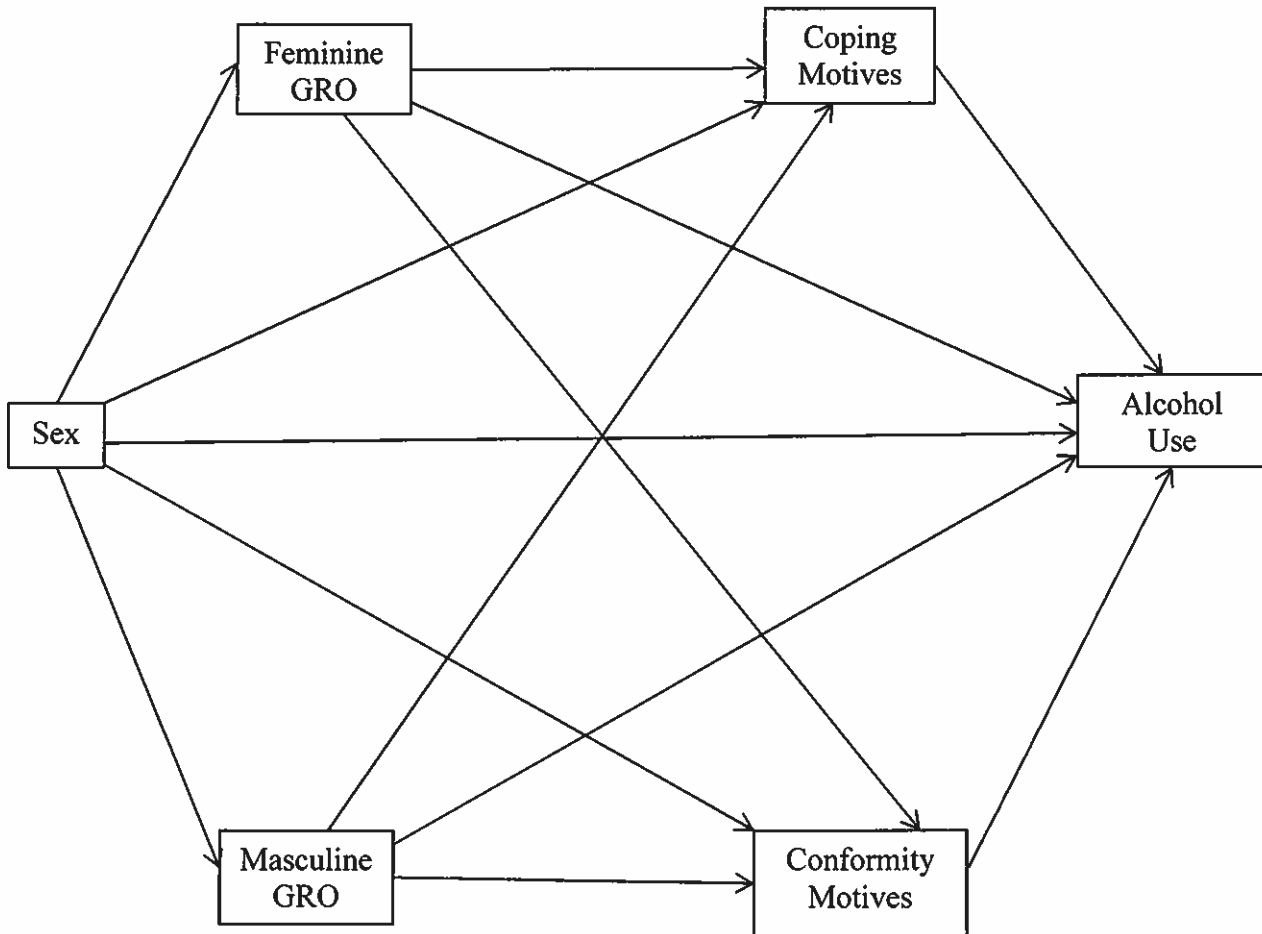 Feminine
GRO
Coping
Motives
Sex
Alcohol
Use
Masculine
GRO
Conformity
Motives